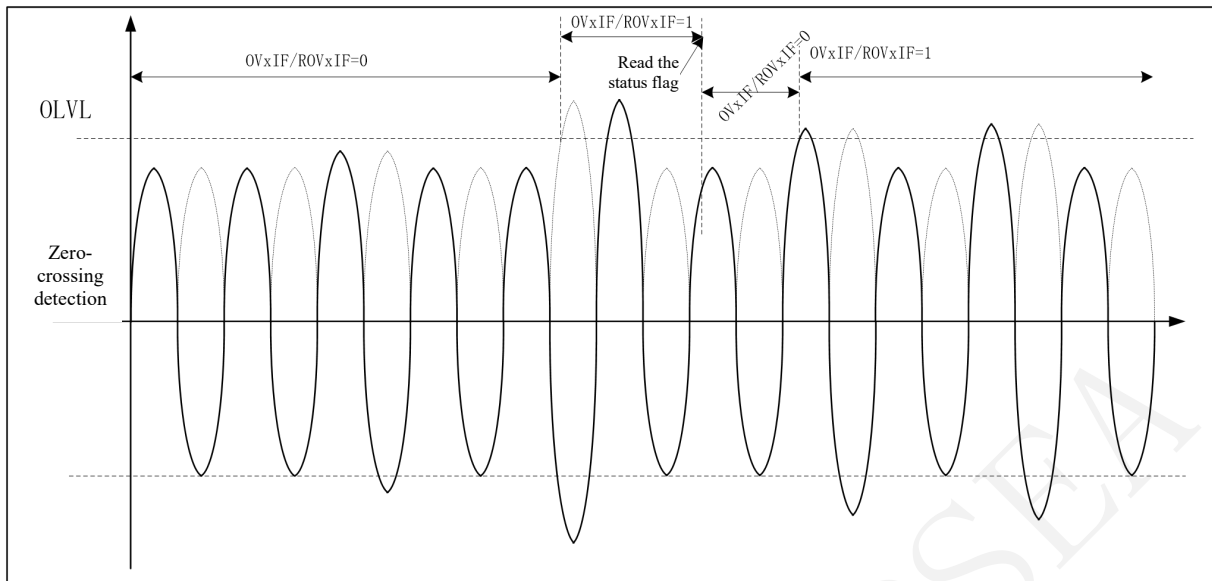 OVxIF/ROVxIF=1
OVxIF/ROVxIF=0
Read the
status flag
OVxIF/ROVxIF=0
OVxIF/ROVxIF=1
OLVL
Zero-
crossing
detection